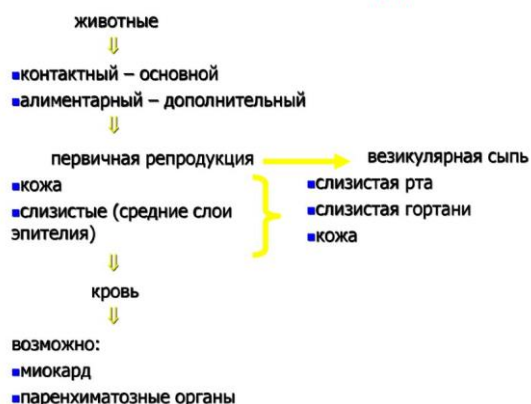 животные
⇓
■контактный – основной
■алиментарный – дополнительный
⇓
первичная репродукция
■кожа
■слизистые (средние слои
эпителия)
везикулярная сыпь
■слизистая рта
■слизистая гортани
■кожа
⇓
кровь
⇓
возможно:
■миокард
■паренхиматозные органы